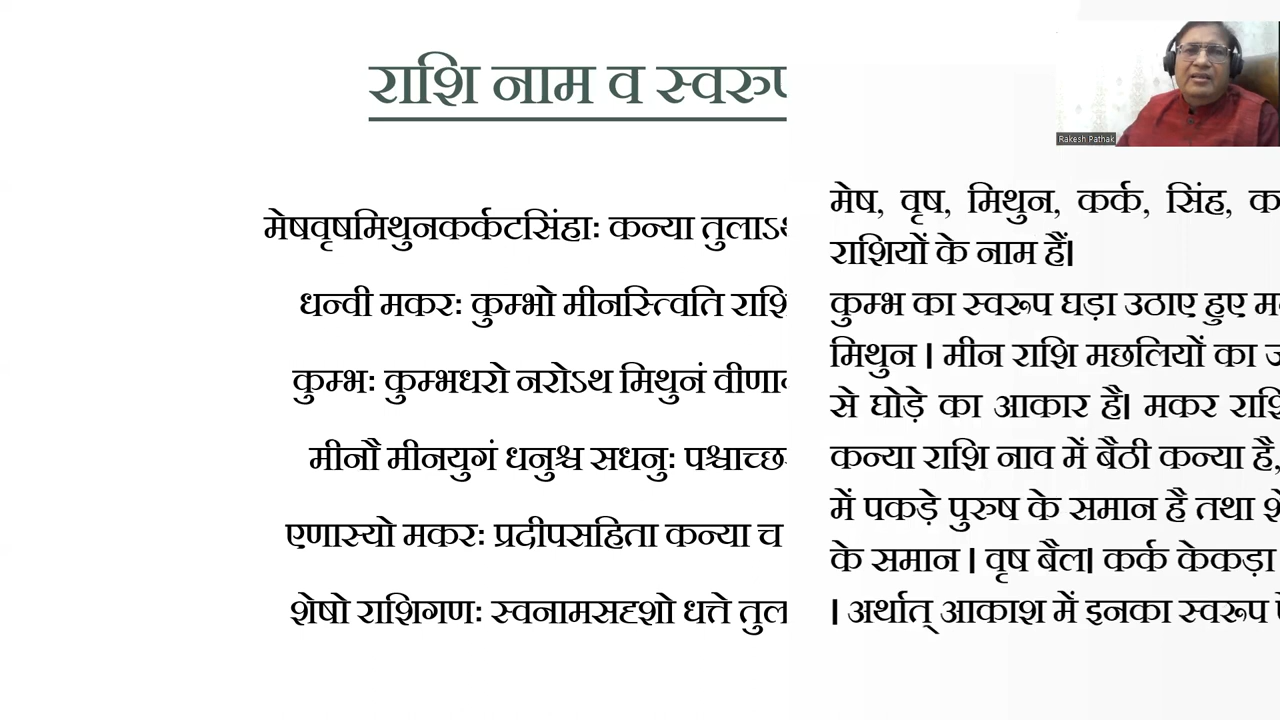 राशि नाम व
मेषवृषमिथुनकर्कटसिंहाः कन्या
धन्वी मकरः कुम्भो मीनस्त्विति
कुम्भः कुम्भधरो नरोऽथ मिथुनं
मीनौ मीनयुगं धनुश्च सधनुः
एणास्यो मकरः प्रदीपसहिता कन्या च
शेषो राशिगणः स्वनामसदृशो धत्ते
Rakesh Pathak
मेष, वृष, मिथुन, कर्क, सिंह,
राशियों के नाम हैं।
कुम्भ का स्वरूप घड़ा उठाए हुए
मिथुन । मीन राशि मछलियों का
से घोड़े का आकार है। मकर
कन्या राशि नाव में बैठी कन्या है,
में पकड़े पुरुष के समान है तथा
के समान । वृष बैल। कर्क केकड़ा
। अर्थात् आकाश में इनका स्वरूप